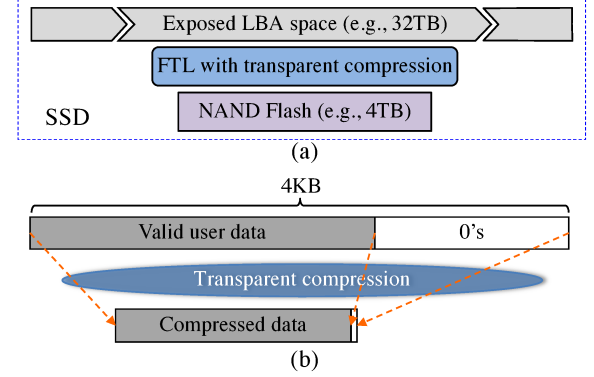 Exposed LBA space (e.g., 32TB)
FTL with transparent compression
NAND Flash (e.g., 4TB)
SSD
(a)
4KB
Valid user data 0's
Transparent compression
Compressed data
(b)